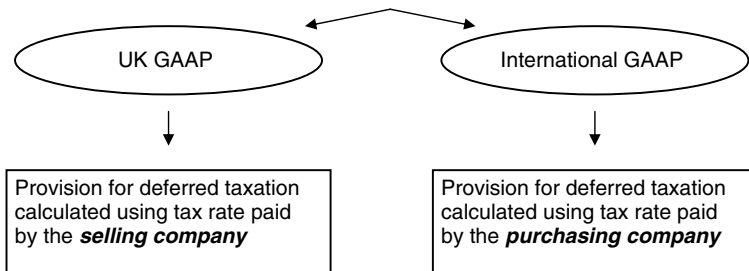 UK GAAP
International GAAP
Provision for deferred taxation
calculated using tax rate paid
by the selling company
Provision for deferred taxation
calculated using tax rate paid
by the purchasing company